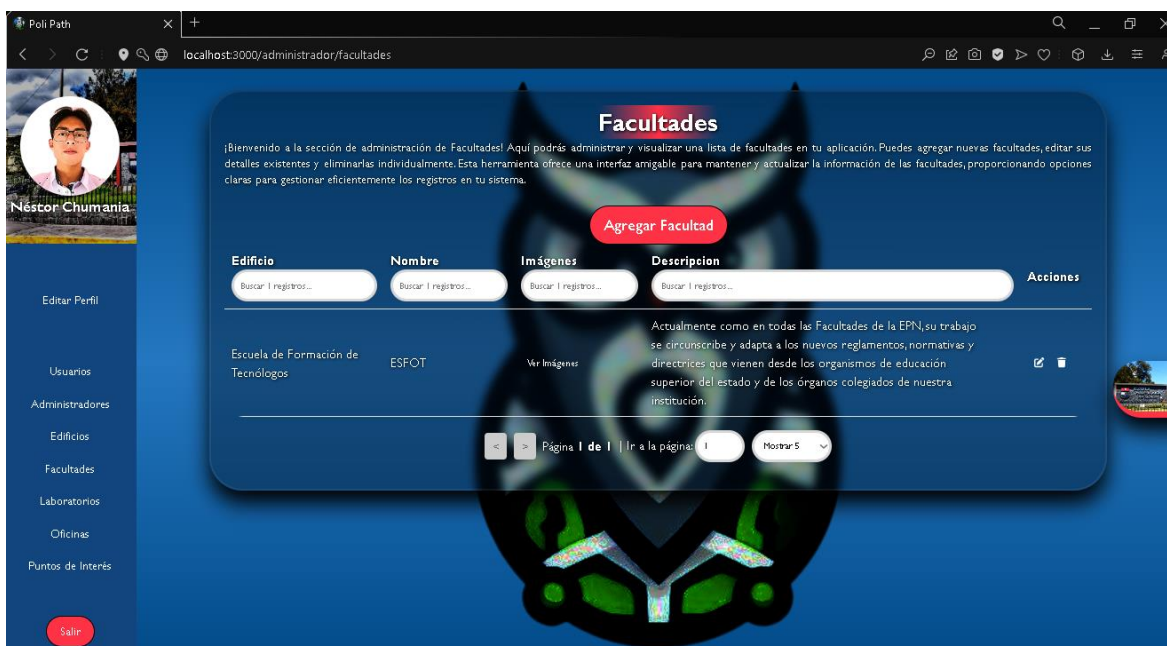 Poli Path
localhost:3000/administrador/facultades
Néstor Chumania
Editar Perfil
Usuarios
Administradores
Edificios
Facultades
Laboratorios
Oficinas
Puntos de Interés
Salir
Facultades
¡Bienvenido a la sección de administración de Facultades! Aquí podrás administrar y visualizar una lista de facultades en tu aplicación. Puedes agregar nuevas facultades, editar sus
detalles existentes y eliminarlas individualmente. Esta herramienta ofrece una interfaz amigable para mantener y actualizar la información de las facultades, proporcionando opciones
claras para gestionar eficientemente los registros en tu sistema.
Agregar Facultad
Edificio Nombre Imágenes Descripcion Acciones
Buscar 1 registros... Buscar 1 registros... Buscar 1 registros... Buscar 1 registros...
Escuela de Formación de
Tecnólogos
ESFOT
Ver Imágenes
Actualmente como en todas las Facultades de la EPN, su trabajo
se circunscribe y adapta a los nuevos reglamentos, normativas y
directrices que vienen desde los organismos de educación
superior del estado y de los órganos colegiados de nuestra
institución.
< > Página 1 de 1 | Ir a la página: 1 Mostrar 5